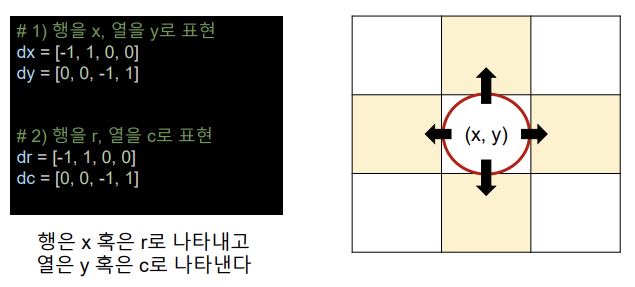 # 1) 행을 x, 열을 y로 표현
dx = [-1, 1, 0, 0]
dy = [0, 0, -1, 1]
# 2) 행을 r, 열을 c로 표현
dr = [-1, 1, 0, 0]
dc = [0, 0, -1, 1]
행은 x 혹은 r로 나타내고
열은 y 혹은 c로 나타낸다
(x, y)